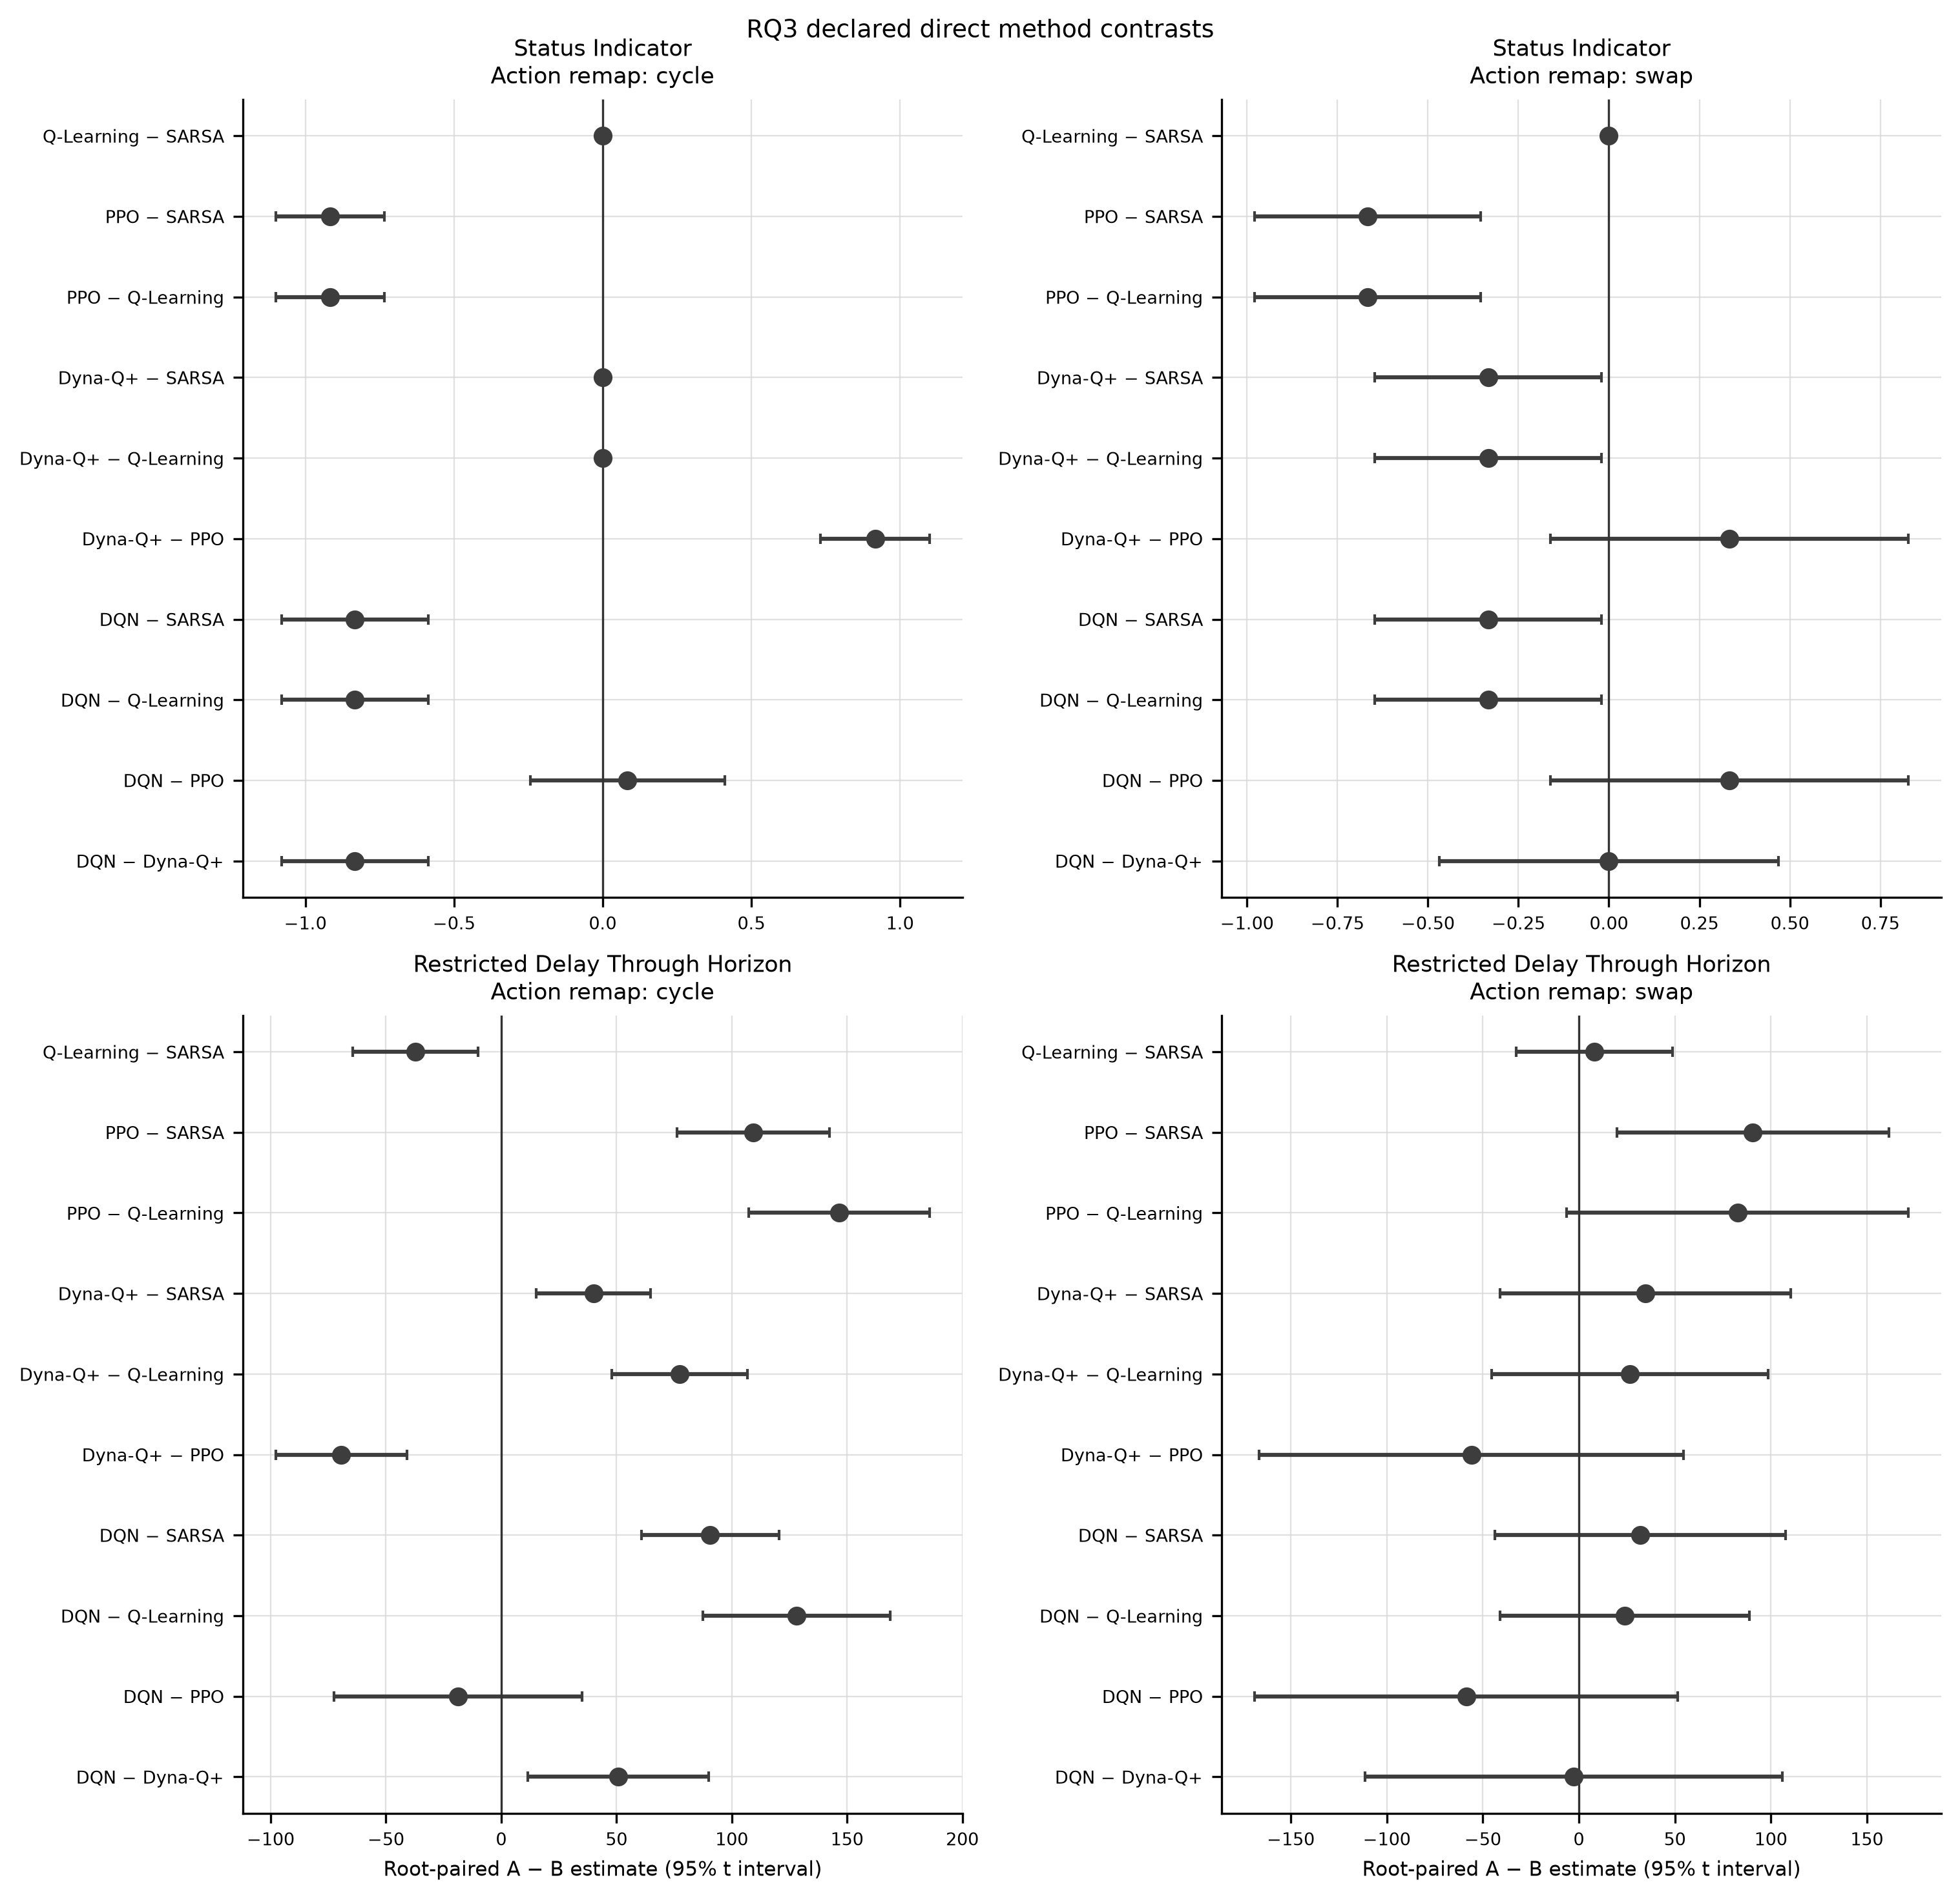 RQ3 declared direct method contrasts
Status Indicator
Action remap: cycle
Q-Learning − SARSA
PPO − SARSA
PPO − Q-Learning
Dyna-Q+ − SARSA
Dyna-Q+ − Q-Learning
Dyna-Q+ − PPO
DQN − SARSA
DQN − Q-Learning
DQN − PPO
DQN − Dyna-Q+
−1.0 −0.5 0.0 0.5 1.0
Status Indicator
Action remap: swap
Q-Learning − SARSA
PPO − SARSA
PPO − Q-Learning
Dyna-Q+ − SARSA
Dyna-Q+ − Q-Learning
Dyna-Q+ − PPO
DQN − SARSA
DQN − Q-Learning
DQN − PPO
DQN − Dyna-Q+
−1.00 −0.75 −0.50 −0.25 0.00 0.25 0.50 0.75
Restricted Delay Through Horizon
Action remap: cycle
Q-Learning − SARSA
PPO − SARSA
PPO − Q-Learning
Dyna-Q+ − SARSA
Dyna-Q+ − Q-Learning
Dyna-Q+ − PPO
DQN − SARSA
DQN − Q-Learning
DQN − PPO
DQN − Dyna-Q+
−100 −50 0 50 100 150 200
Root-paired A − B estimate (95% t interval)
Restricted Delay Through Horizon
Action remap: swap
Q-Learning − SARSA
PPO − SARSA
PPO − Q-Learning
Dyna-Q+ − SARSA
Dyna-Q+ − Q-Learning
Dyna-Q+ − PPO
DQN − SARSA
DQN − Q-Learning
DQN − PPO
DQN − Dyna-Q+
−150 −100 −50 0 50 100 150
Root-paired A − B estimate (95% t interval)